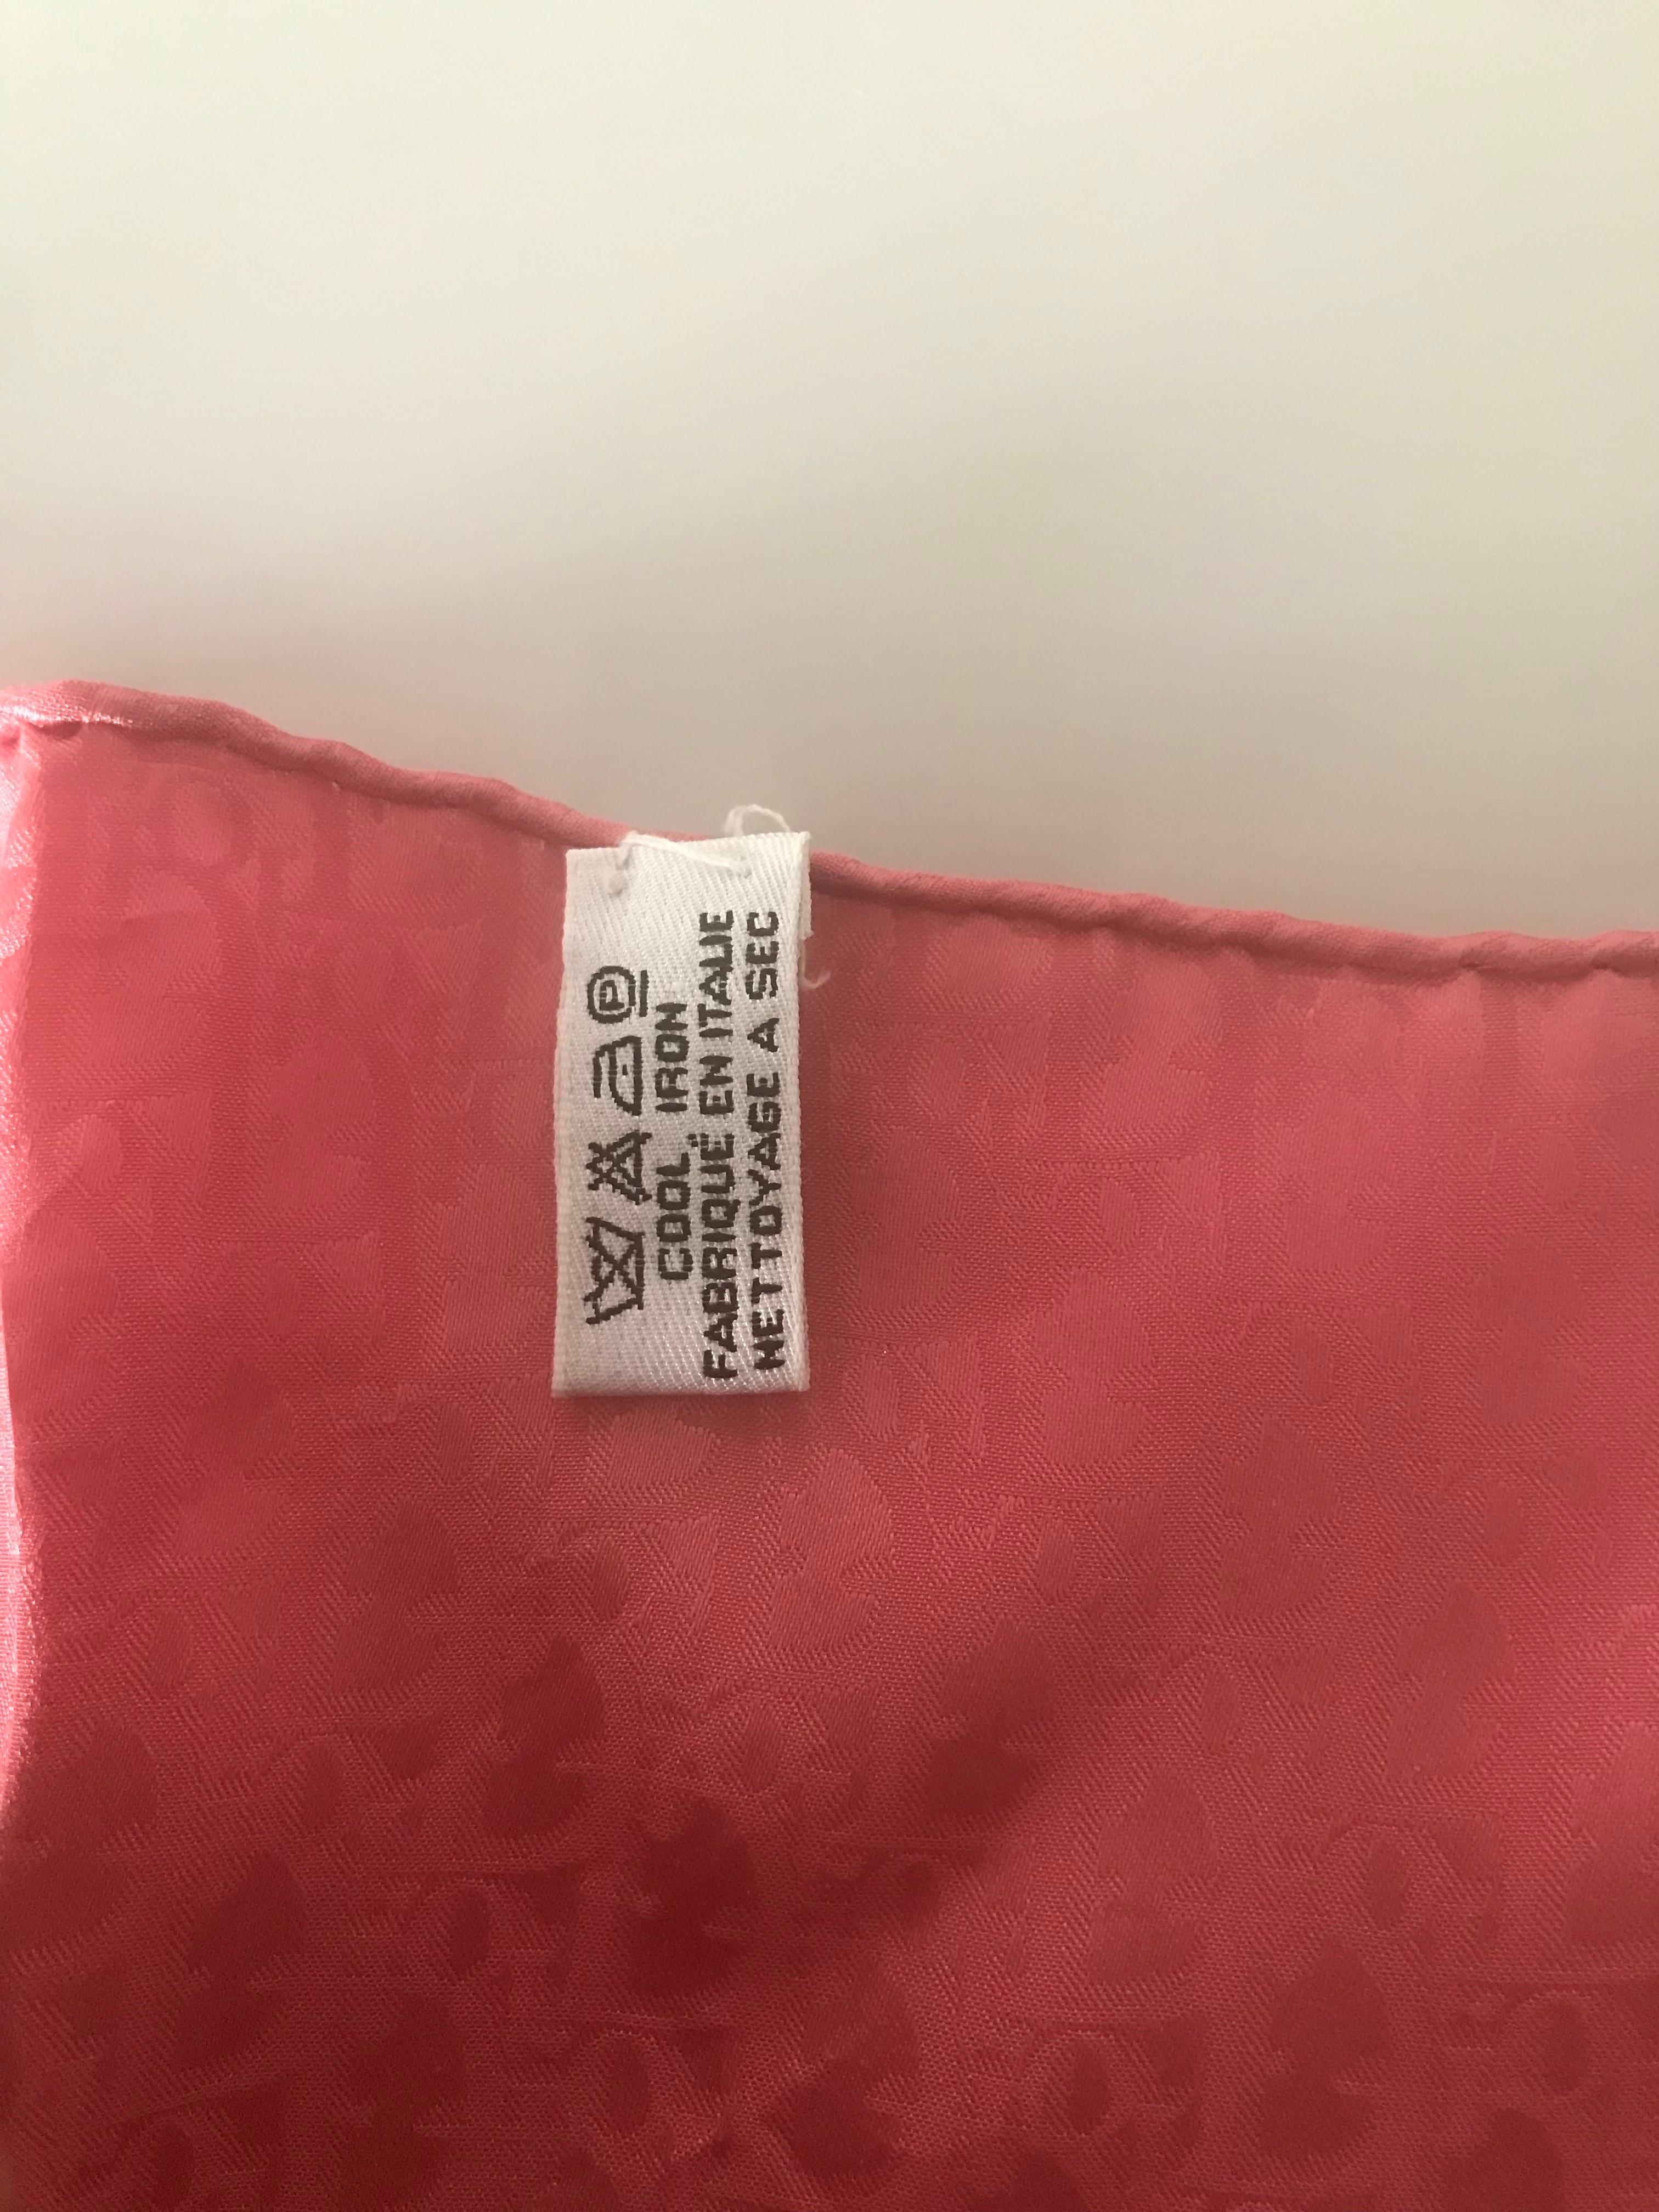 P
COOL IRON
FABRIQUÉ EN ITALIE
NETTOYAGE A SEC